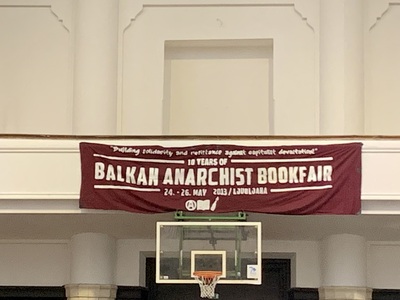 "Building solidarity and resistance against capitalist devastation"
10 YEARS OF
BALKAN ANARCHIST BOOKFAIR
24. - 26. MAY 2013 / LJUBLJANA